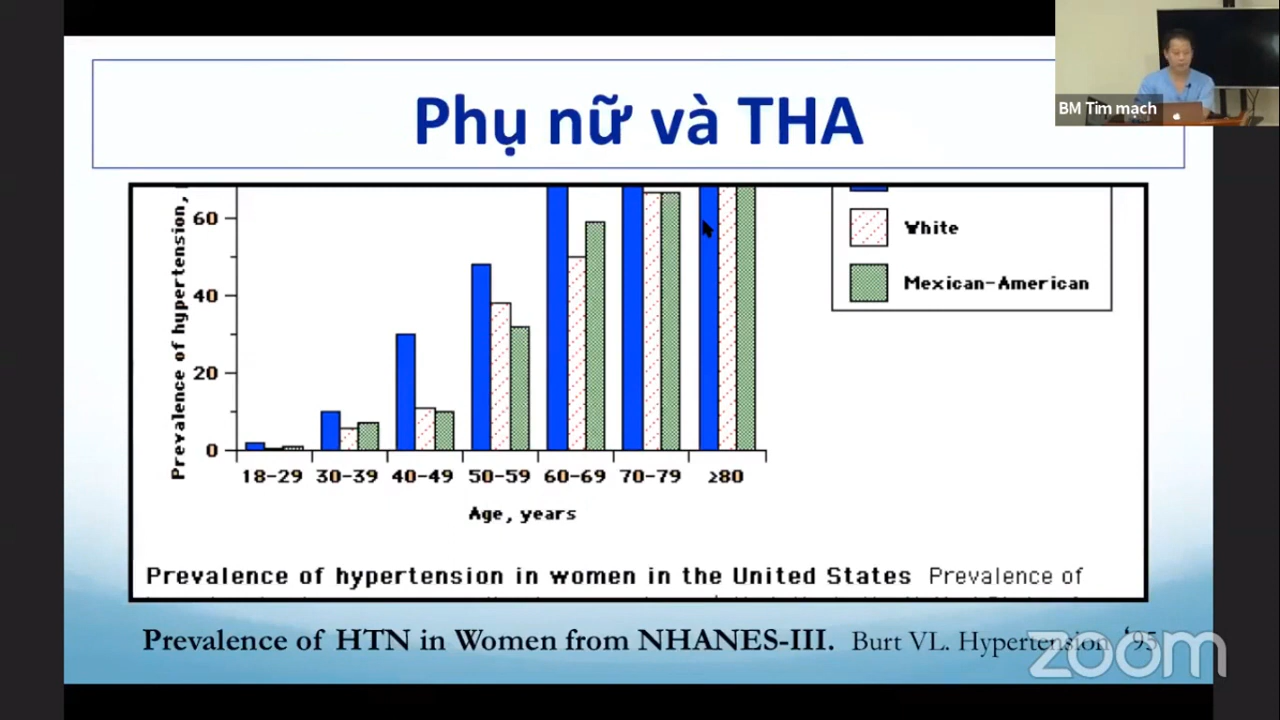 BM Tim mach
Phụ nữ và THA
Prevalence of hypertension,
60
40
20
0
White
Mexican-American
18-29 30-39 40-49 50-59 60-69 70-79 ≥80
Age, years
Prevalence of hypertension in women in the United States Prevalence of
Prevalence of HTN in Women from NHANES-III. Burt VL. Hypertension ‘95
zoom